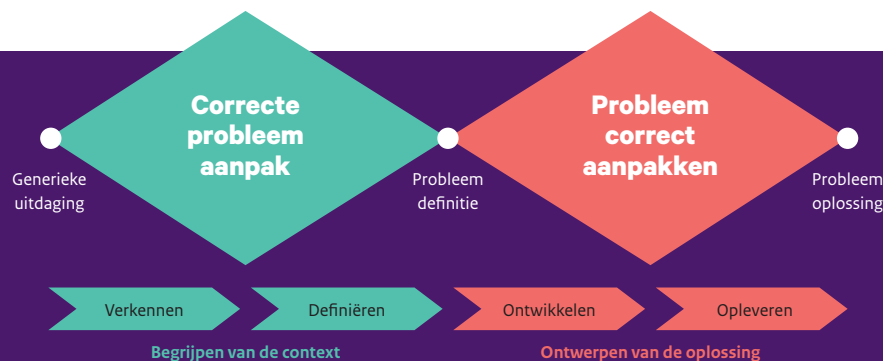 Correcte
probleem
aanpak
Probleem
correct
aanpakken
Generieke
uitdaging
Probleem
definitie
Probleem
oplossing
Verkennen
Definiëren
Ontwikkelen
Opleveren
Begrijpen van de context
Ontwerpen van de oplossing